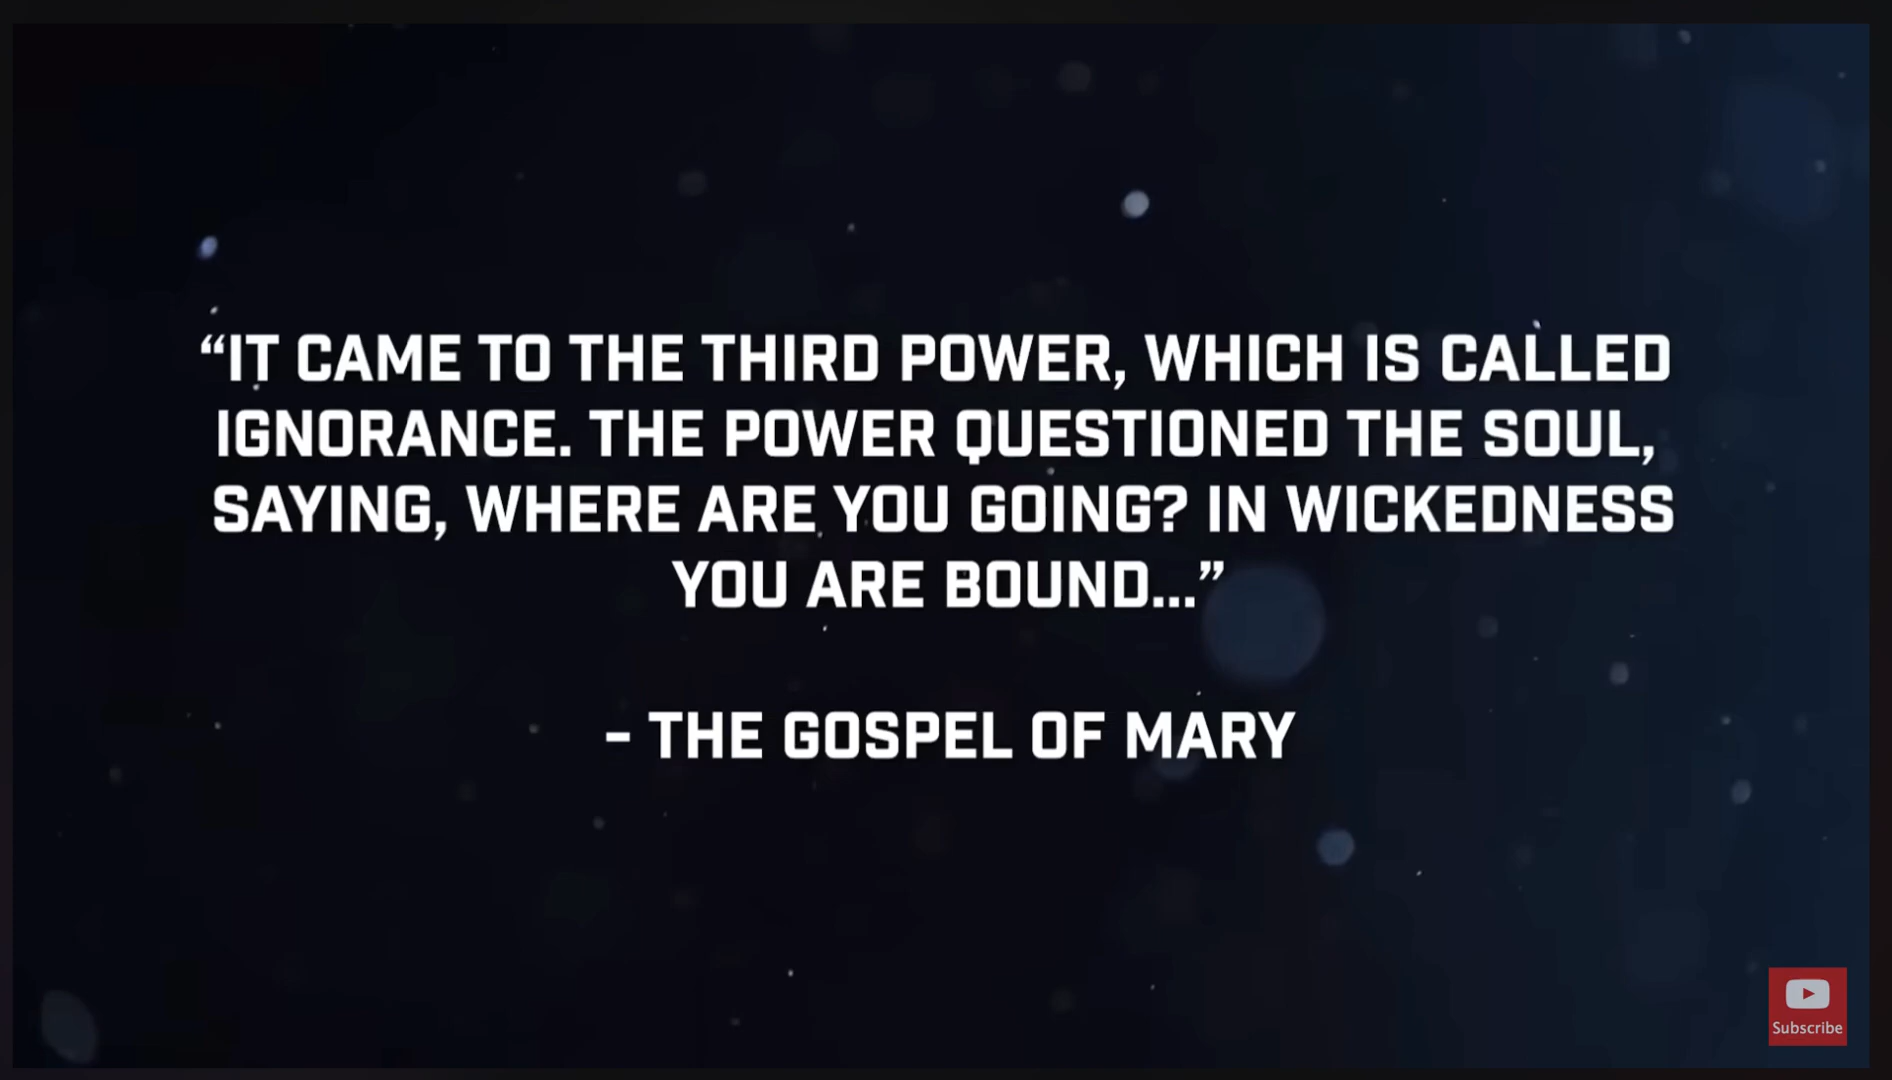 “IT CAME TO THE THIRD POWER, WHICH IS CALLED
IGNORANCE. THE POWER QUESTIONED THE SOUL,
SAYING, WHERE ARE YOU GOING? IN WICKEDNESS
YOU ARE BOUND...”
- THE GOSPEL OF MARY
Subscribe